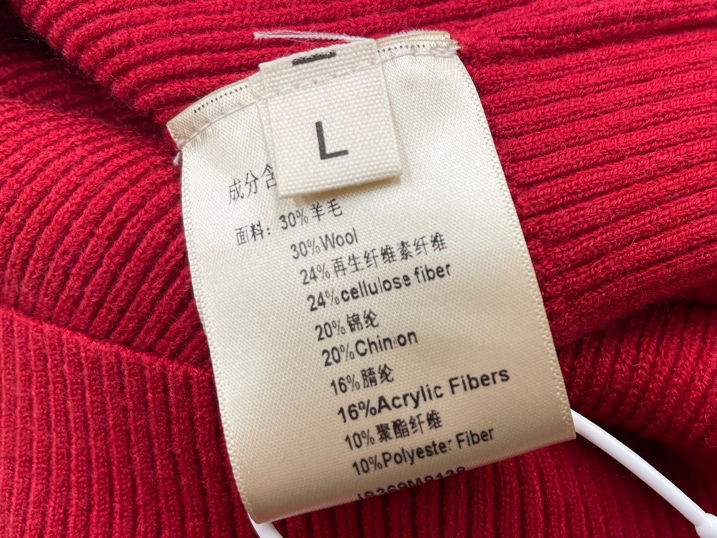 L
成分含
面料：30%羊毛
30%Wool
24%再生纤维素纤维
24%cellulose fiber
20%锦纶
20%Chinlon
16%腈纶
16%Acrylic Fibers
10%聚酯纤维
10%Polyester Fiber